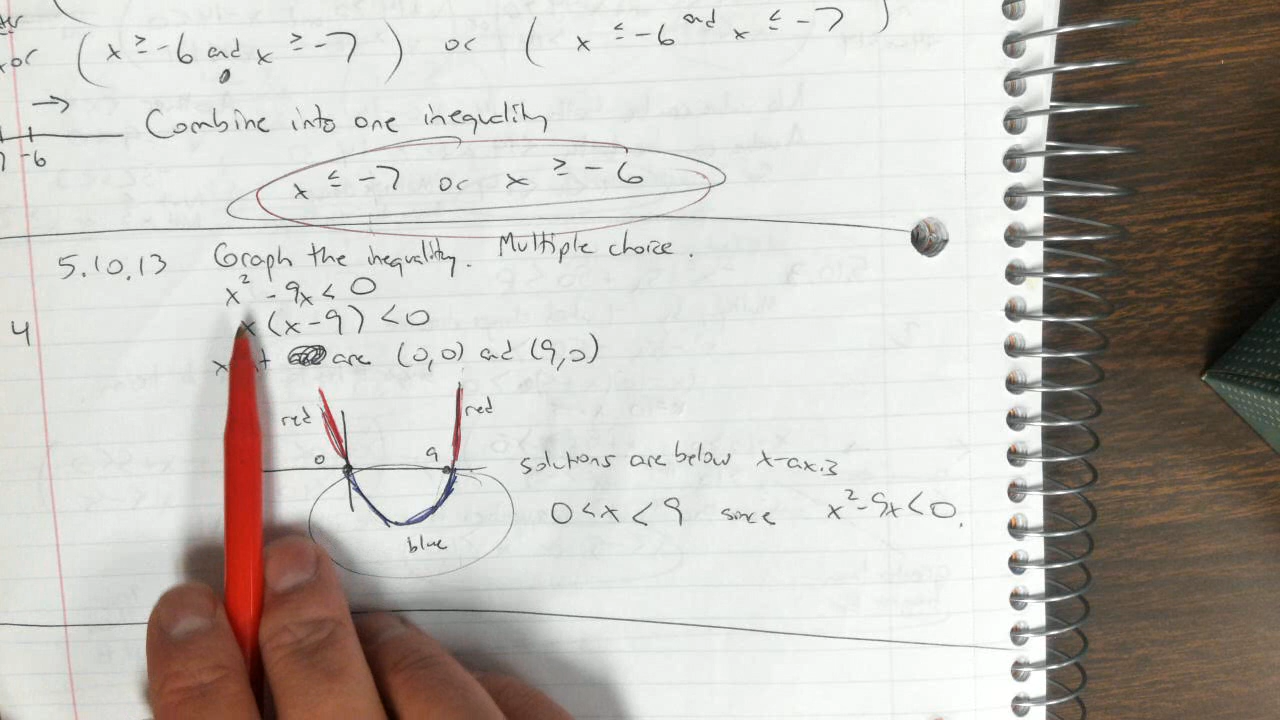 (x ≥ -6 and x ≥ -7) or (x ≤ -6 and x ≤ -7)
Combine into one inequality
-6
x ≤ -7 or x ≥ -6
5.10.13 Graph the inequality. Multiple choice.
x² - 9x < 0
4
x(x-9) < 0
are (0,0) and (9,0)
red red
0 9
solutions are below x-axis
0 < x < 9 since x² - 9x < 0.
blue